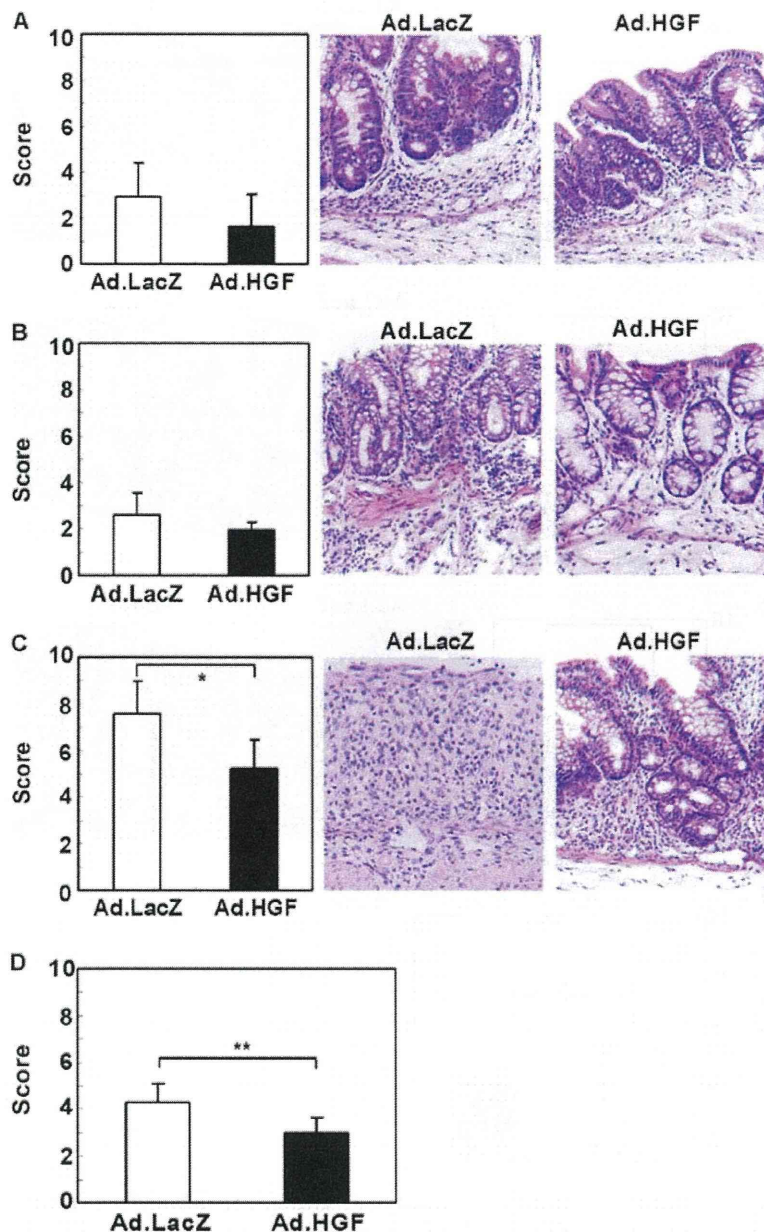 A
Ad.LacZ
Ad.HGF
10
8
6
4
2
0
Score
Ad.LacZ
Ad.HGF
B
Ad.LacZ
Ad.HGF
10
8
6
4
2
0
Score
Ad.LacZ
Ad.HGF
C
Ad.LacZ
Ad.HGF
10
8
6
4
2
0
Score
*
Ad.LacZ
Ad.HGF
D
10
8
6
4
2
0
Score
**
Ad.LacZ
Ad.HGF